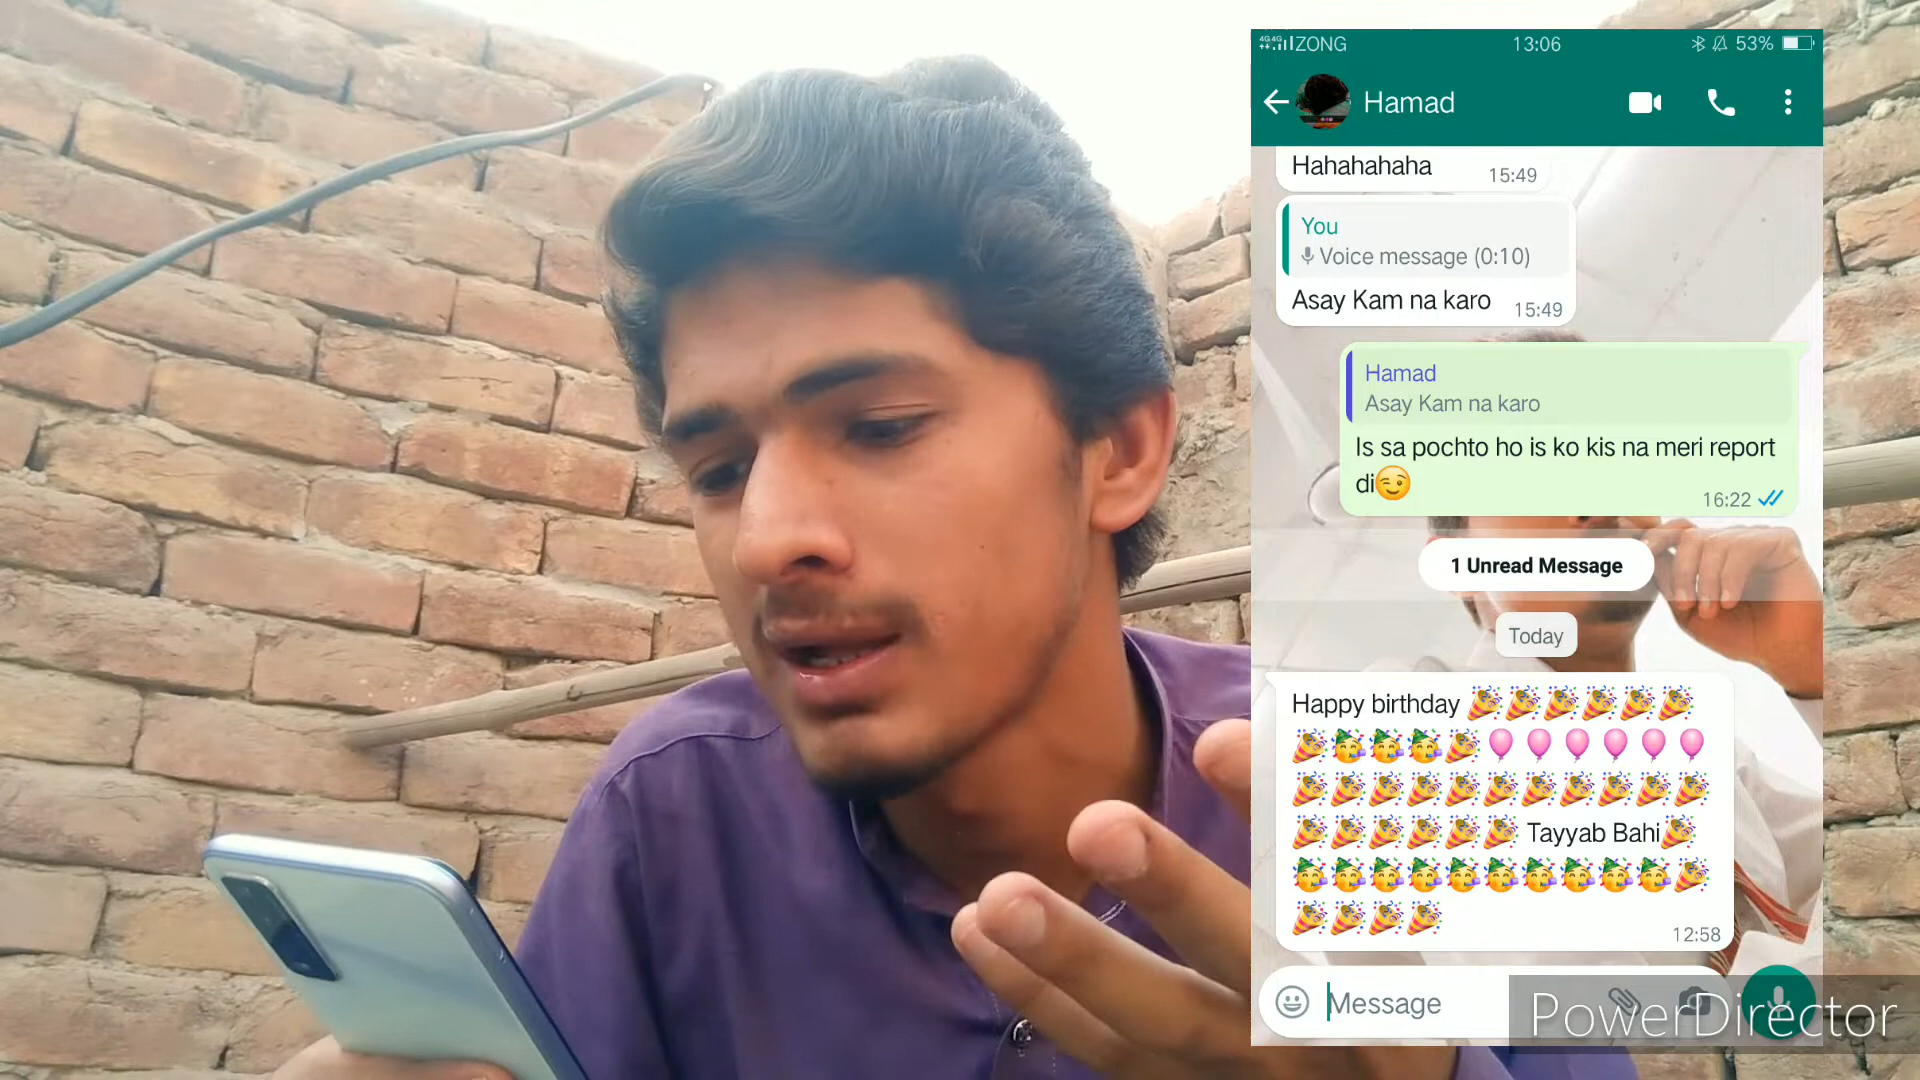 4G 4G ZONG 13:06 53%
Hamad
Hahahahaha 15:49
You
Voice message (0:10)
Asay Kam na karo 15:49
Hamad
Asay Kam na karo
Is sa pochto ho is ko kis na meri report
di😉 16:22
1 Unread Message
Today
Happy birthday 🎉🎉🎉🎉🎉🎉
🎉🥳🥳🥳🎉🎈🎈🎈🎈🎈🎈
🎉🎉🎉🎉🎉🎉🎉🎉🎉🎉🎉
🎉🎉🎉🎉🎉🎉 Tayyab Bahi🎉
🥳🥳🥳🥳🥳🥳🥳🥳🥳🥳🎉
🎉🎉🎉🎉 12:58
Message
PowerDirector